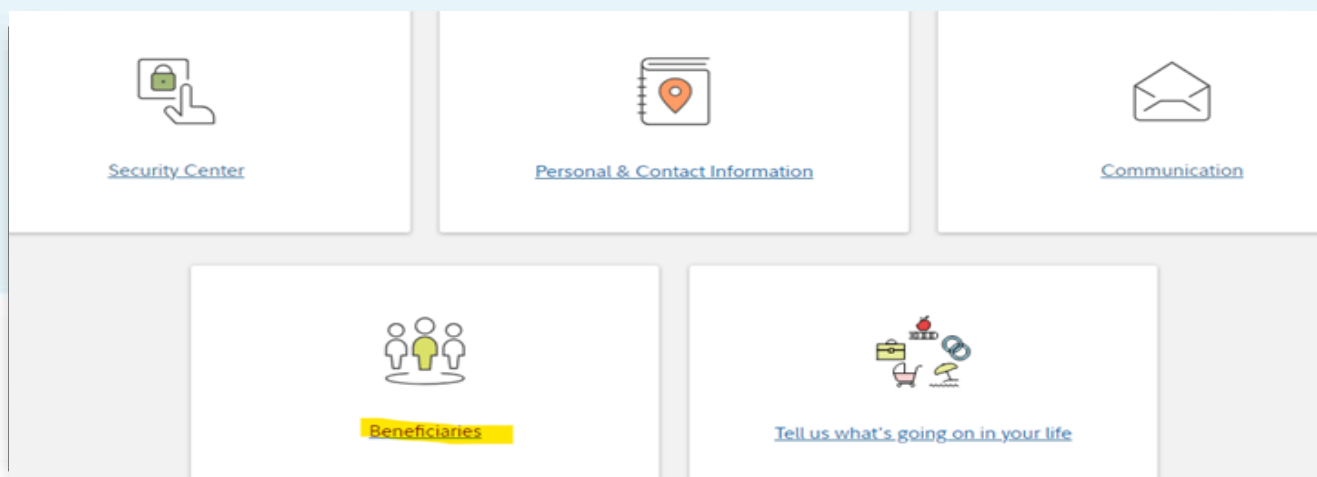 Security Center
Personal & Contact Information
Communication
Beneficiaries
Tell us what's going on in your life